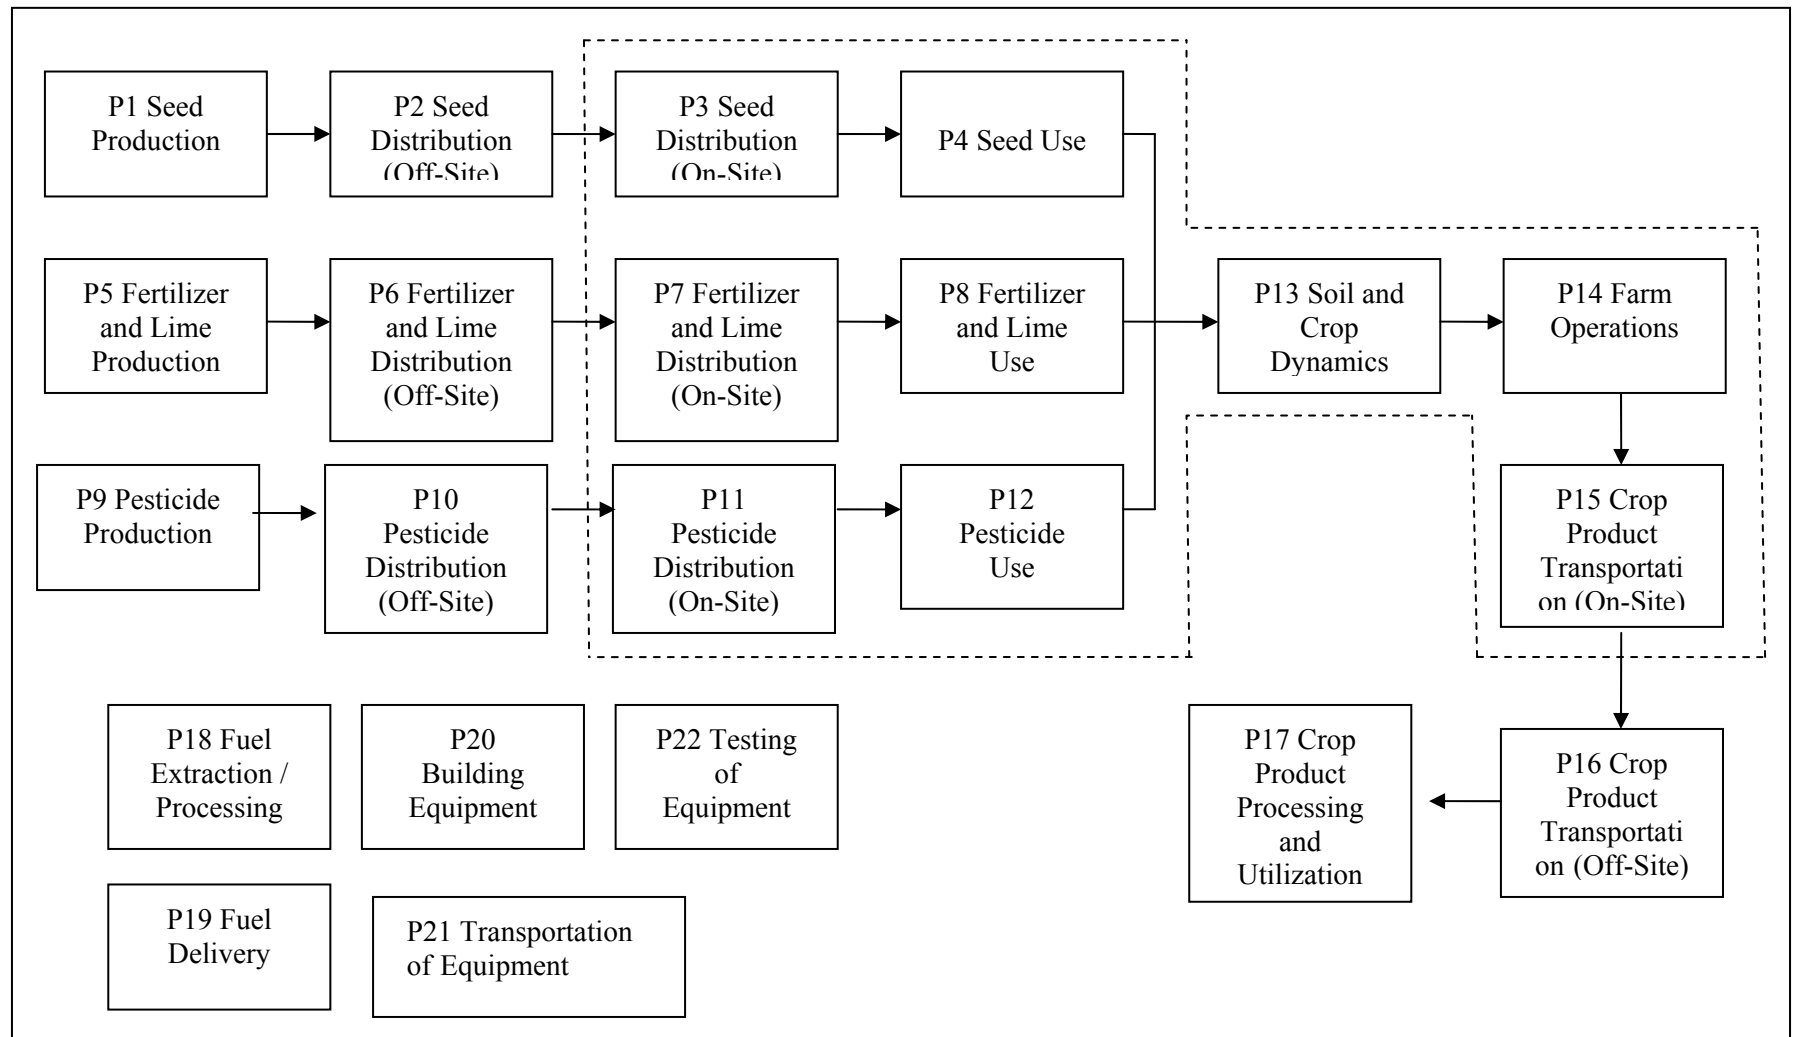 P1 Seed
Production
P2 Seed
Distribution
(Off-Site)
P3 Seed
Distribution
(On-Site)
P4 Seed Use
P5 Fertilizer
and Lime
Production
P6 Fertilizer
and Lime
Distribution
(Off-Site)
P7 Fertilizer
and Lime
Distribution
(On-Site)
P8 Fertilizer
and Lime
Use
P13 Soil and
Crop
Dynamics
P14 Farm
Operations
P9 Pesticide
Production
P10
Pesticide
Distribution
(Off-Site)
P11
Pesticide
Distribution
(On-Site)
P12
Pesticide
Use
P15 Crop
Product
Transportati
on (On-Site)
P18 Fuel
Extraction /
Processing
P20
Building
Equipment
P22 Testing
of
Equipment
P17 Crop
Product
Processing
and
Utilization
P16 Crop
Product
Transportati
on (Off-Site)
P19 Fuel
Delivery
P21 Transportation
of Equipment